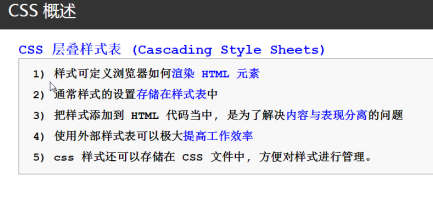 CSS 概述
CSS 层叠样式表 (Cascading Style Sheets)
1) 样式可定义浏览器如何渲染 HTML 元素
2) 通常样式的设置存储在样式表中
3) 把样式添加到 HTML 代码当中，是为了解决内容与表现分离的问题
4) 使用外部样式表可以极大提高工作效率
5) css 样式还可以存储在 CSS 文件中，方便对样式进行管理。